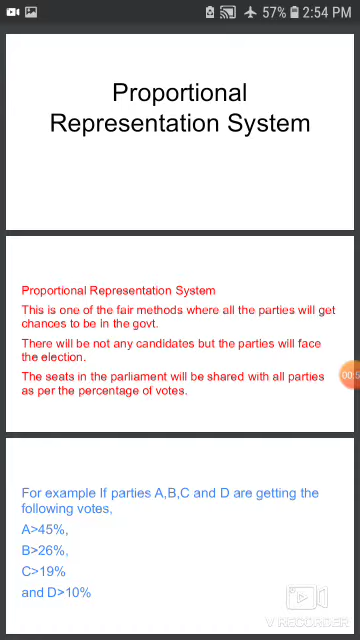 57% 2:54 PM
Proportional
Representation System
Proportional Representation System
This is one of the fair methods where all the parties will get
chances to be in the govt.
There will be not any candidates but the parties will face
the election.
The seats in the parliament will be shared with all parties
as per the percentage of votes.
00:5
For example If parties A,B,C and D are getting the
following votes,
A>45%,
B>26%,
C>19%
and D>10%
V RECORDER